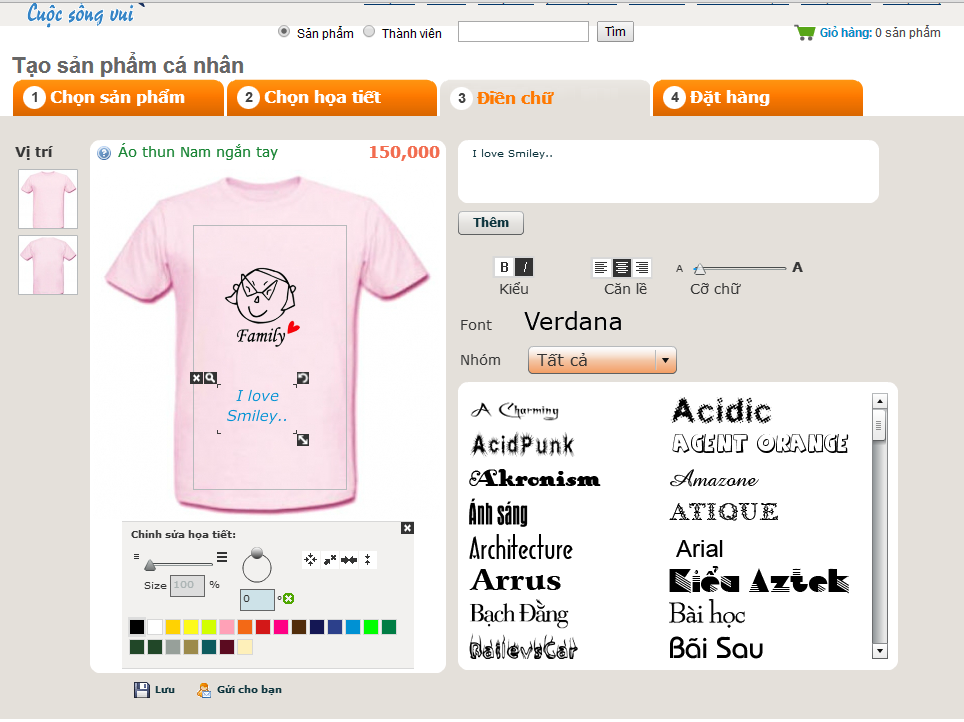 Cuộc sống vui
Sản phẩm Thành viên Tìm Giỏ hàng: 0 sản phẩm
Tạo sản phẩm cá nhân
1 Chọn sản phẩm 2 Chọn họa tiết 3 Điền chữ 4 Đặt hàng
Vị trí
? Áo thun Nam ngắn tay 150,000
I love Smiley..
Thêm
B I
Kiểu Căn lề Cỡ chữ
A A
Font Verdana
Nhóm Tất cả
Family
I love
Smiley..
A Charming Acidic
AcidPunk AGENT ORANGE
Akronism Amazone
Ánh sáng ATIQUE
Architecture Arial
Arrus Kiểu Aztek
Bạch Đằng Bài học
BaileysCar Bãi Sau
Chỉnh sửa họa tiết:
Size 100 %
0 °
Lưu Gửi cho bạn